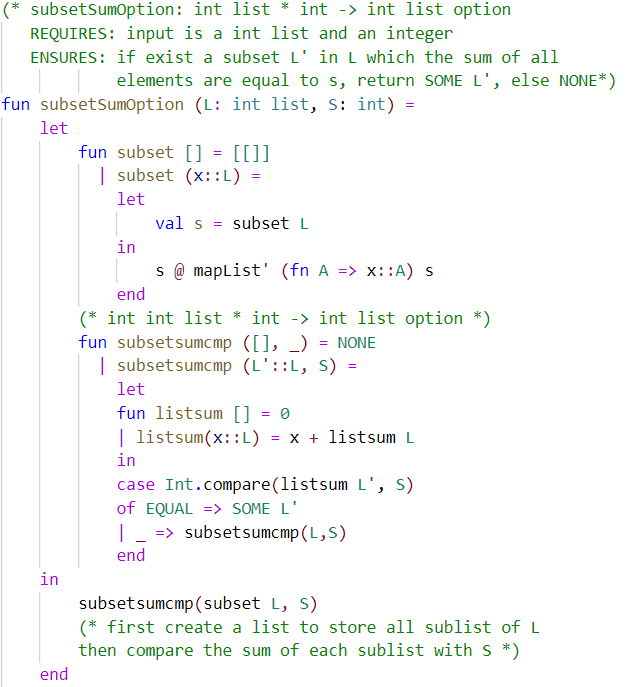 (* subsetSumOption: int list * int -> int list option
   REQUIRES: input is a int list and an integer
   ENSURES: if exist a subset L' in L which the sum of all
            elements are equal to s, return SOME L', else NONE*)
fun subsetSumOption (L: int list, S: int) =
    let
        fun subset [] = [[]]
          | subset (x::L) =
            let
                val s = subset L
            in
                s @ mapList' (fn A => x::A) s
            end
        (* int int list * int -> int list option *)
        fun subsetsumcmp ([], _) = NONE
          | subsetsumcmp (L'::L, S) =
            let
            fun listsum [] = 0
            | listsum(x::L) = x + listsum L
            in
            case Int.compare(listsum L', S)
            of EQUAL => SOME L'
            | _ => subsetsumcmp(L,S)
            end
    in
        subsetsumcmp(subset L, S)
        (* first create a list to store all sublist of L
        then compare the sum of each sublist with S *)
    end